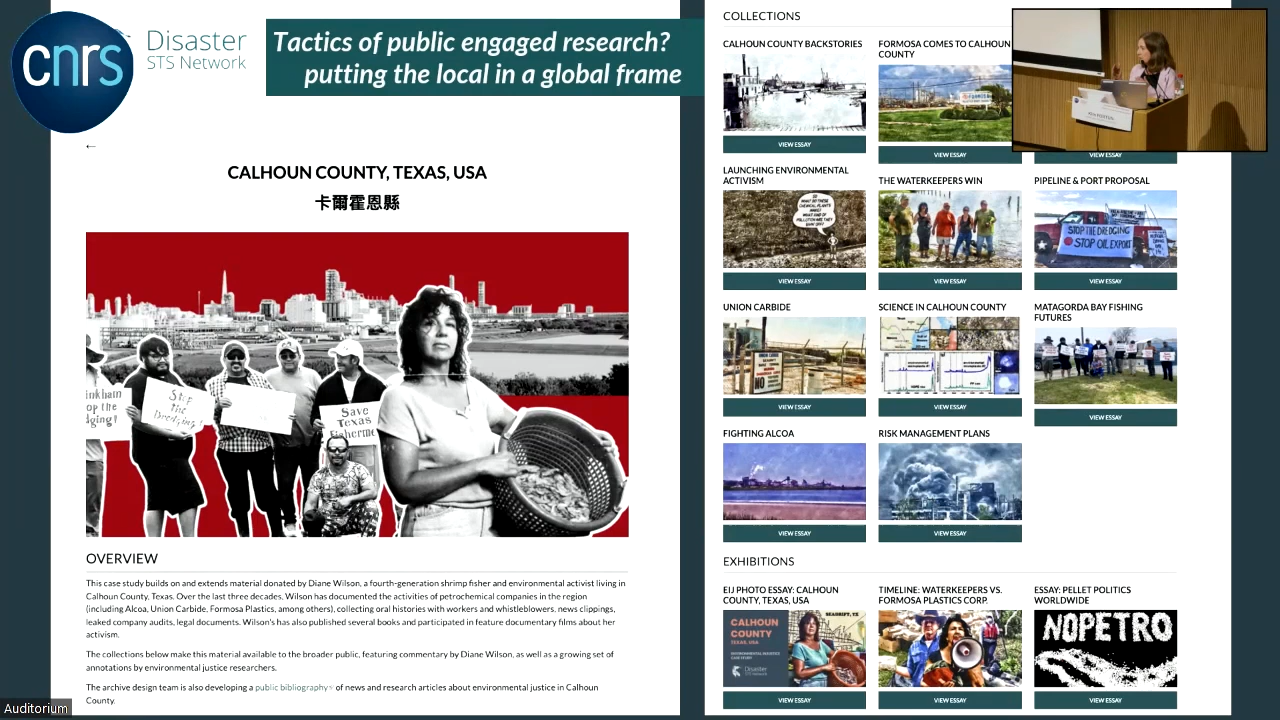 cnrs
Disaster
STS Network
Tactics of public engaged research?
putting the local in a global frame
←
CALHOUN COUNTY, TEXAS, USA
卡爾霍恩縣
Stop
the
Dredging!
Save
Texas
OVERVIEW
This case study builds on and extends material donated by Diane Wilson, a fourth-generation shrimp fisher and environmental activist living in
Calhoun County, Texas. Over the last three decades, Wilson has documented the activities of petrochemical companies in the region
(including Alcoa, Union Carbide, Formosa Plastics, among others), collecting oral histories with workers and whistleblowers, news clippings,
leaked company audits, legal documents. Wilson's has also published several books and participated in feature documentary films about her
activism.
The collections below make this material available to the broader public, featuring commentary by Diane Wilson, as well as a growing set of
annotations by environmental justice researchers.
The archive design team is also developing a public bibliography of news and research articles about environmental justice in Calhoun
County.
Auditorium
COLLECTIONS
CALHOUN COUNTY BACKSTORIES
VIEW ESSAY
FORMOSA COMES TO CALHOUN
COUNTY
VIEW ESSAY
VIEW ESSAY
LAUNCHING ENVIRONMENTAL
ACTIVISM
VIEW ESSAY
THE WATERKEEPERS WIN
VIEW ESSAY
PIPELINE & PORT PROPOSAL
STOP THE DREDGING
STOP OIL EXPORT
VIEW ESSAY
UNION CARBIDE
VIEW ESSAY
SCIENCE IN CALHOUN COUNTY
VIEW ESSAY
MATAGORDA BAY FISHING
FUTURES
VIEW ESSAY
FIGHTING ALCOA
VIEW ESSAY
RISK MANAGEMENT PLANS
VIEW ESSAY
EXHIBITIONS
EIJ PHOTO ESSAY: CALHOUN
COUNTY, TEXAS, USA
CALHOUN
COUNTY
TEXAS, USA
Disaster
STS Network
SEADRIFT, TX
VIEW ESSAY
TIMELINE: WATERKEEPERS VS.
FORMOSA PLASTICS CORP.
VIEW ESSAY
ESSAY: PELLET POLITICS
WORLDWIDE
NOPETRO
VIEW ESSAY